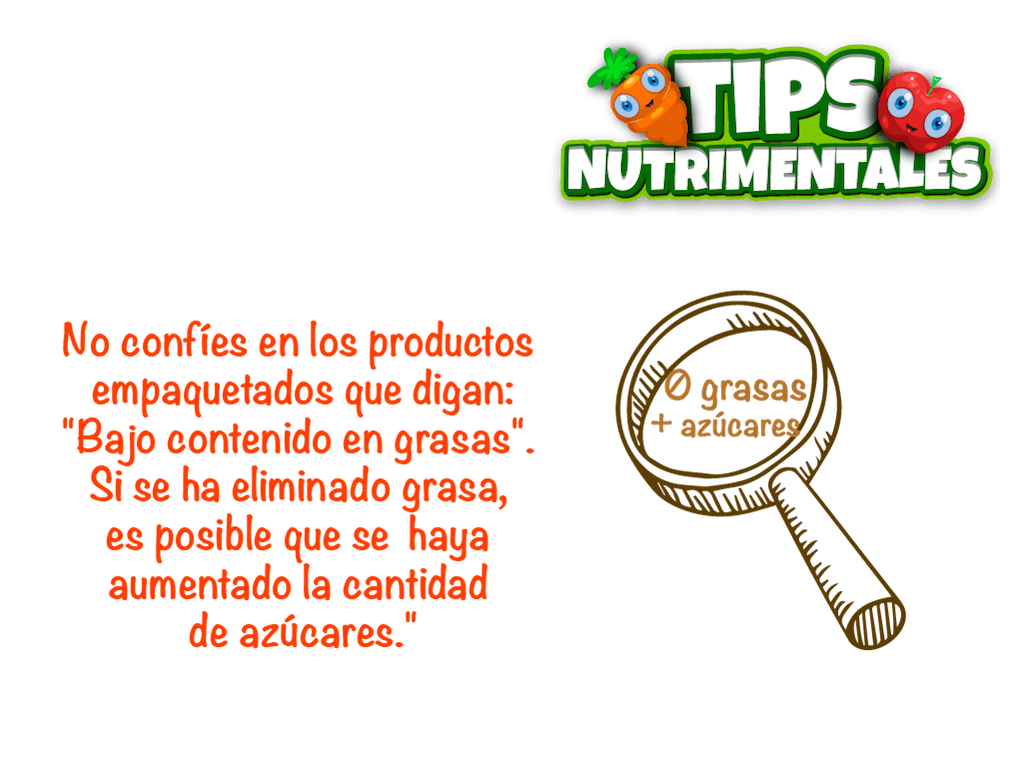 TIPS
NUTRIMENTALES
No confíes en los productos
empaquetados que digan:
"Bajo contenido en grasas".
Si se ha eliminado grasa,
es posible que se haya
aumentado la cantidad
de azúcares."
0 grasas
+ azúcares